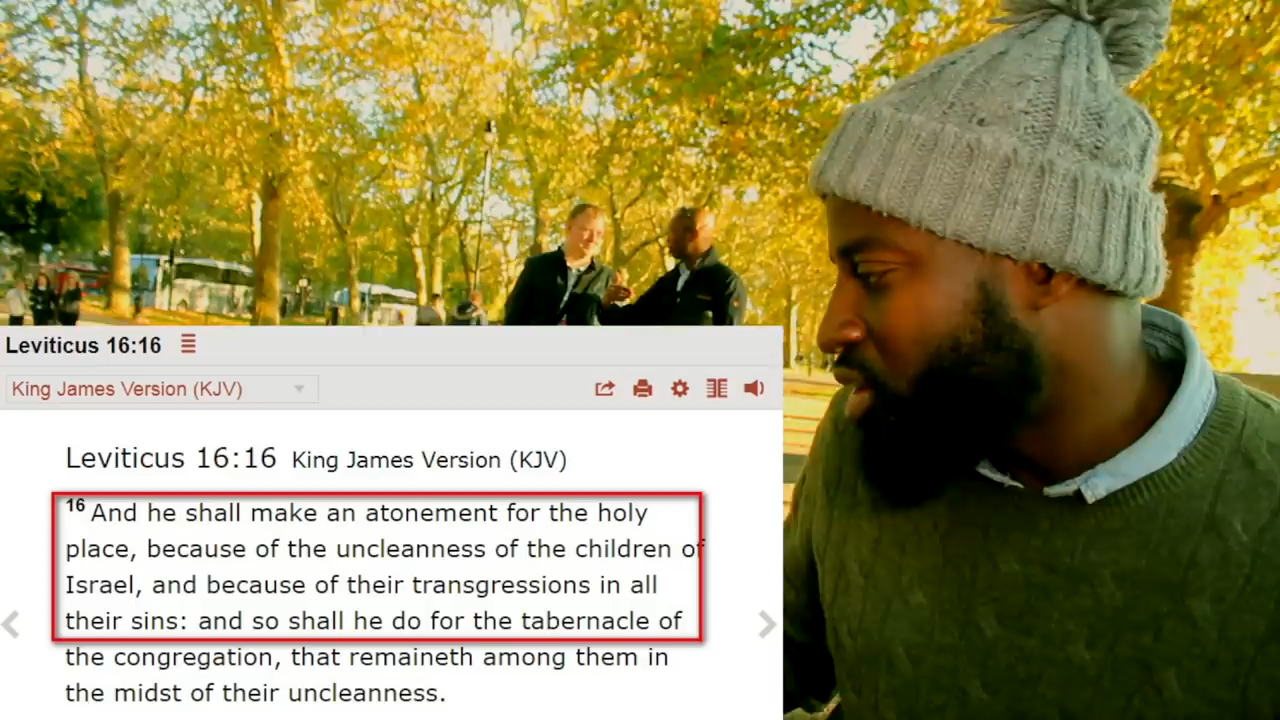 Leviticus 16:16
King James Version (KJV)
Leviticus 16:16 King James Version (KJV)
16 And he shall make an atonement for the holy
place, because of the uncleanness of the children of
Israel, and because of their transgressions in all
their sins: and so shall he do for the tabernacle of
the congregation, that remaineth among them in
the midst of their uncleanness.